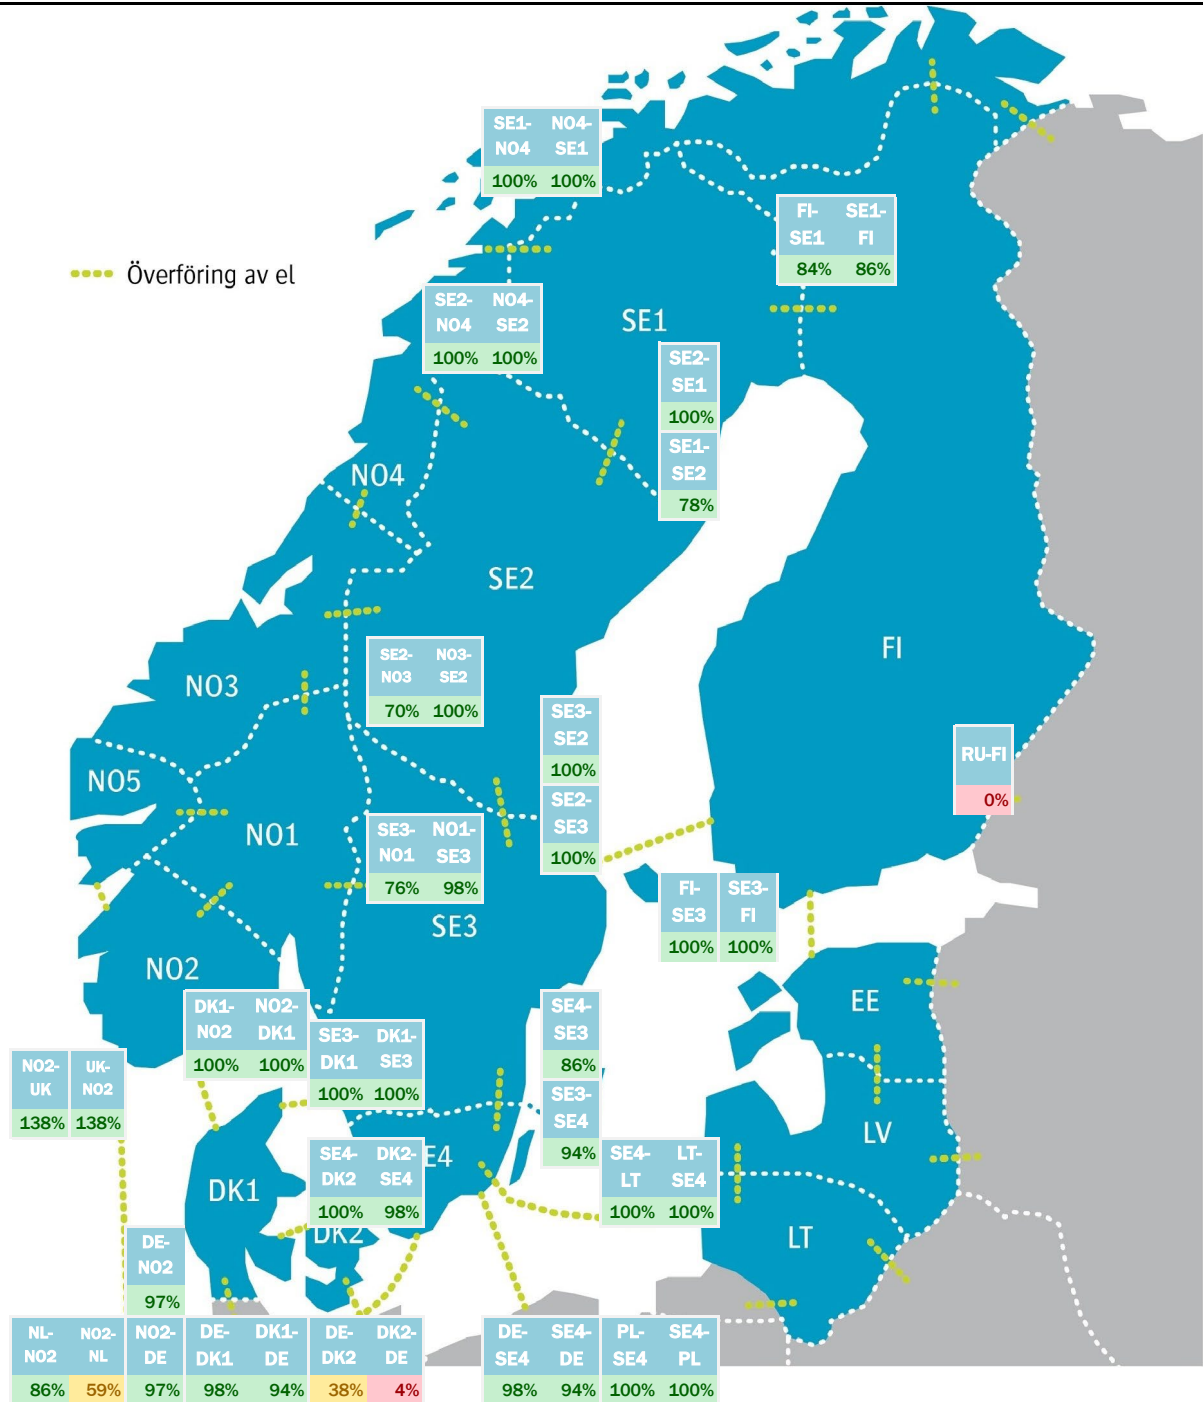 SE1- NO4-
NO4 SE1
100% 100%
FI- SE1-
SE1 FI
84% 86%
Överföring av el
SE2- NO4-
NO4 SE2
100% 100%
SE1
SE2-
SE1
100%
SE1-
SE2
78%
NO4
SE2
FI
SE2- NO3-
NO3 SE2
70% 100%
NO3
SE3-
SE2
100%
RU-FI
0%
NO5
SE2-
SE3
100%
NO1
SE3- NO1-
NO1 SE3
76% 98%
FI- SE3-
SE3 FI
100% 100%
SE3
NO2
DK1- NO2-
NO2 DK1
100% 100%
SE4-
SE3
86%
EE
SE3- DK1-
DK1 SE3
100% 100%
NO2- UK-
UK NO2
138% 138%
SE3-
SE4
94%
LV
SE4- DK2-
DK2 SE4
100% 98%
E4
SE4- LT-
LT SE4
100% 100%
DK1
DK2
LT
DE-
NO2
97%
NL- NO2- NO2- DE- DK1- DE- DK2- DE- SE4- PL- SE4-
NO2 NL DE DK1 DE DK2 DE SE4 DE SE4 PL
86% 59% 97% 98% 94% 38% 4% 98% 94% 100% 100%